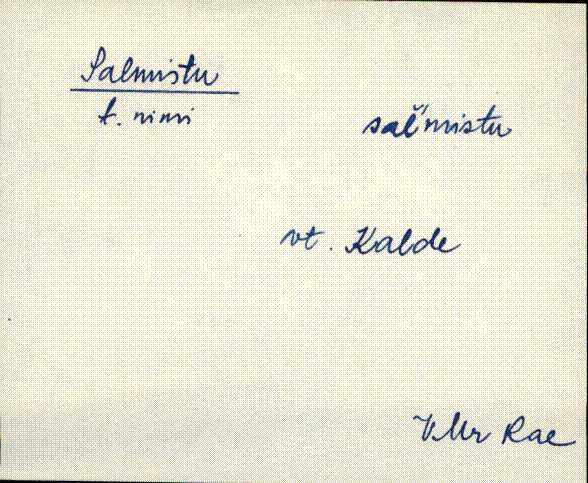 Salmistu
t. nimi
sal̆'mistu
vt. Kalde
VMr Rae